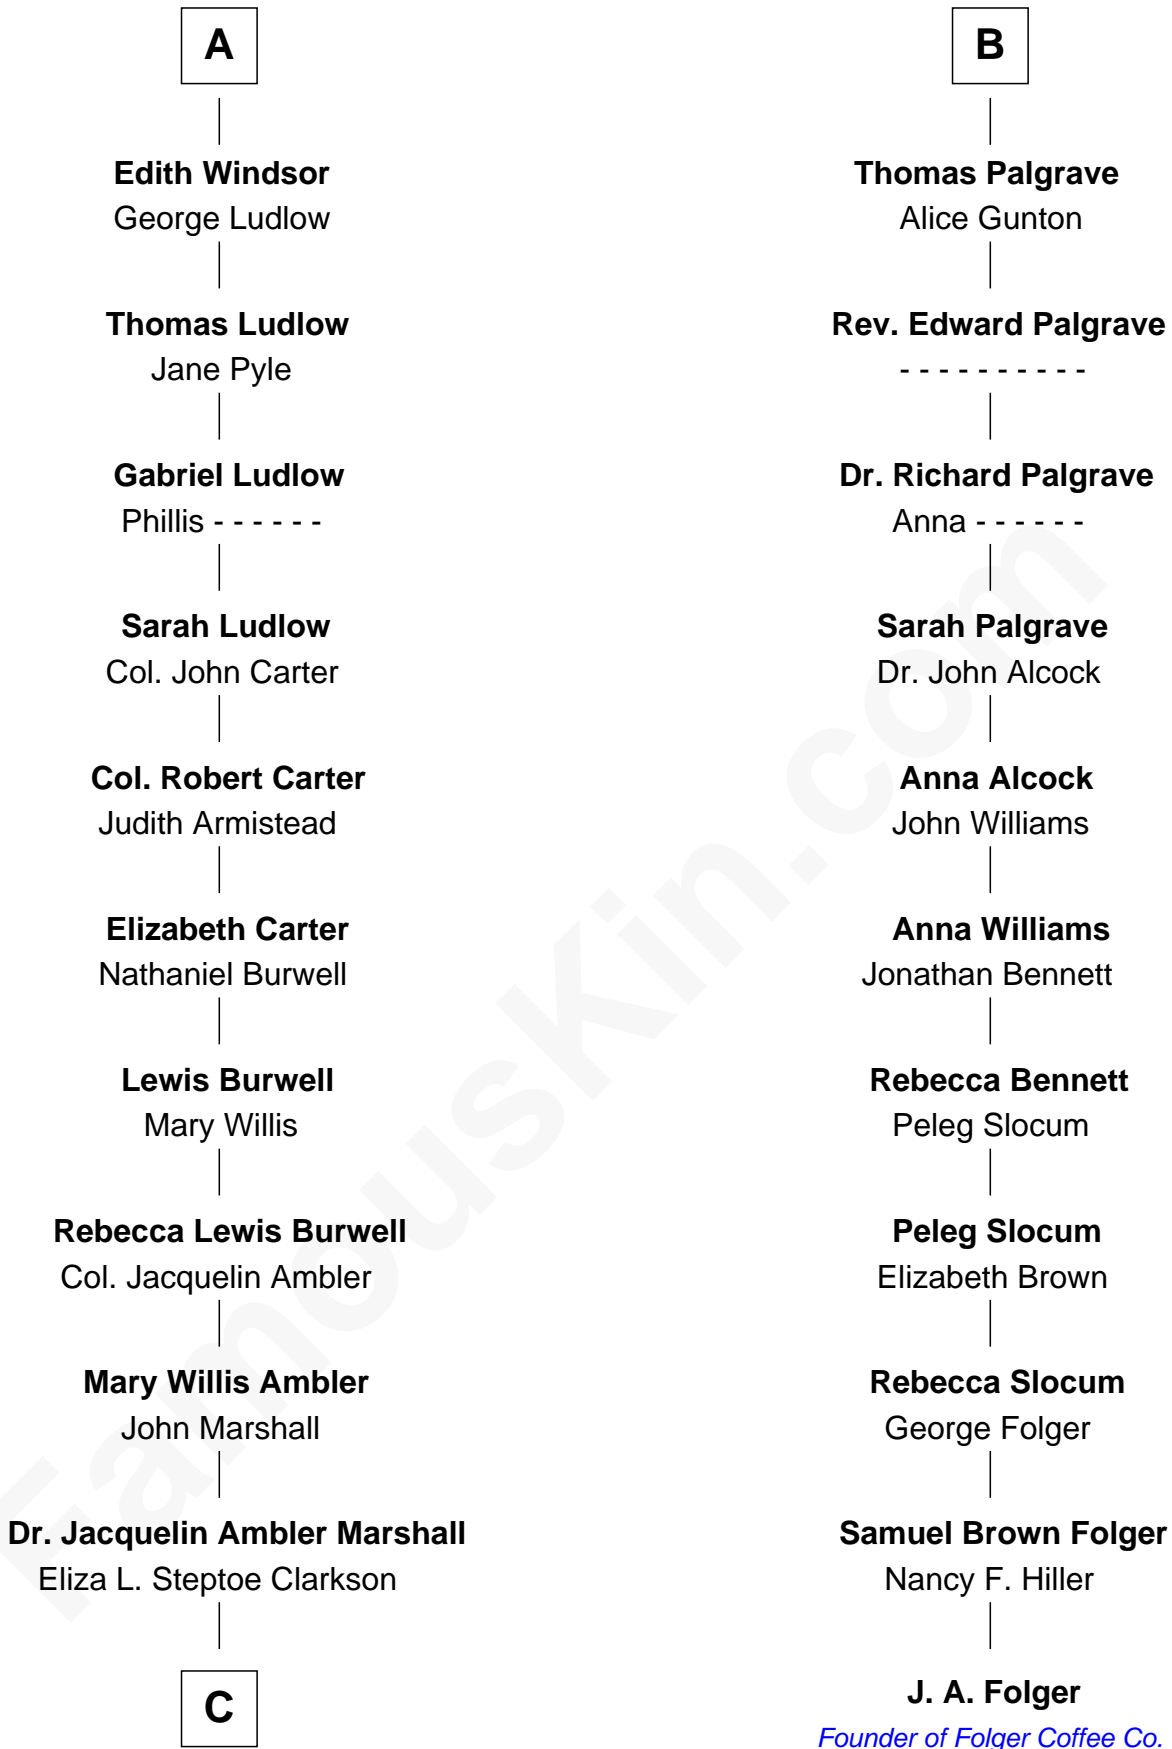 A
Edith Windsor
George Ludlow
Thomas Ludlow
Jane Pyle
Gabriel Ludlow
Phillis - - - - - -
Sarah Ludlow
Col. John Carter
Col. Robert Carter
Judith Armistead
Elizabeth Carter
Nathaniel Burwell
Lewis Burwell
Mary Willis
Rebecca Lewis Burwell
Col. Jacquelin Ambler
Mary Willis Ambler
John Marshall
Dr. Jacquelin Ambler Marshall
Eliza L. Steptoe Clarkson
C
B
Thomas Palgrave
Alice Gunton
Rev. Edward Palgrave
- - - - - - - - - -
Dr. Richard Palgrave
Anna - - - - - -
Sarah Palgrave
Dr. John Alcock
Anna Alcock
John Williams
Anna Williams
Jonathan Bennett
Rebecca Bennett
Peleg Slocum
Peleg Slocum
Elizabeth Brown
Rebecca Slocum
George Folger
Samuel Brown Folger
Nancy F. Hiller
J. A. Folger
Founder of Folger Coffee Co.
FamousKin.com